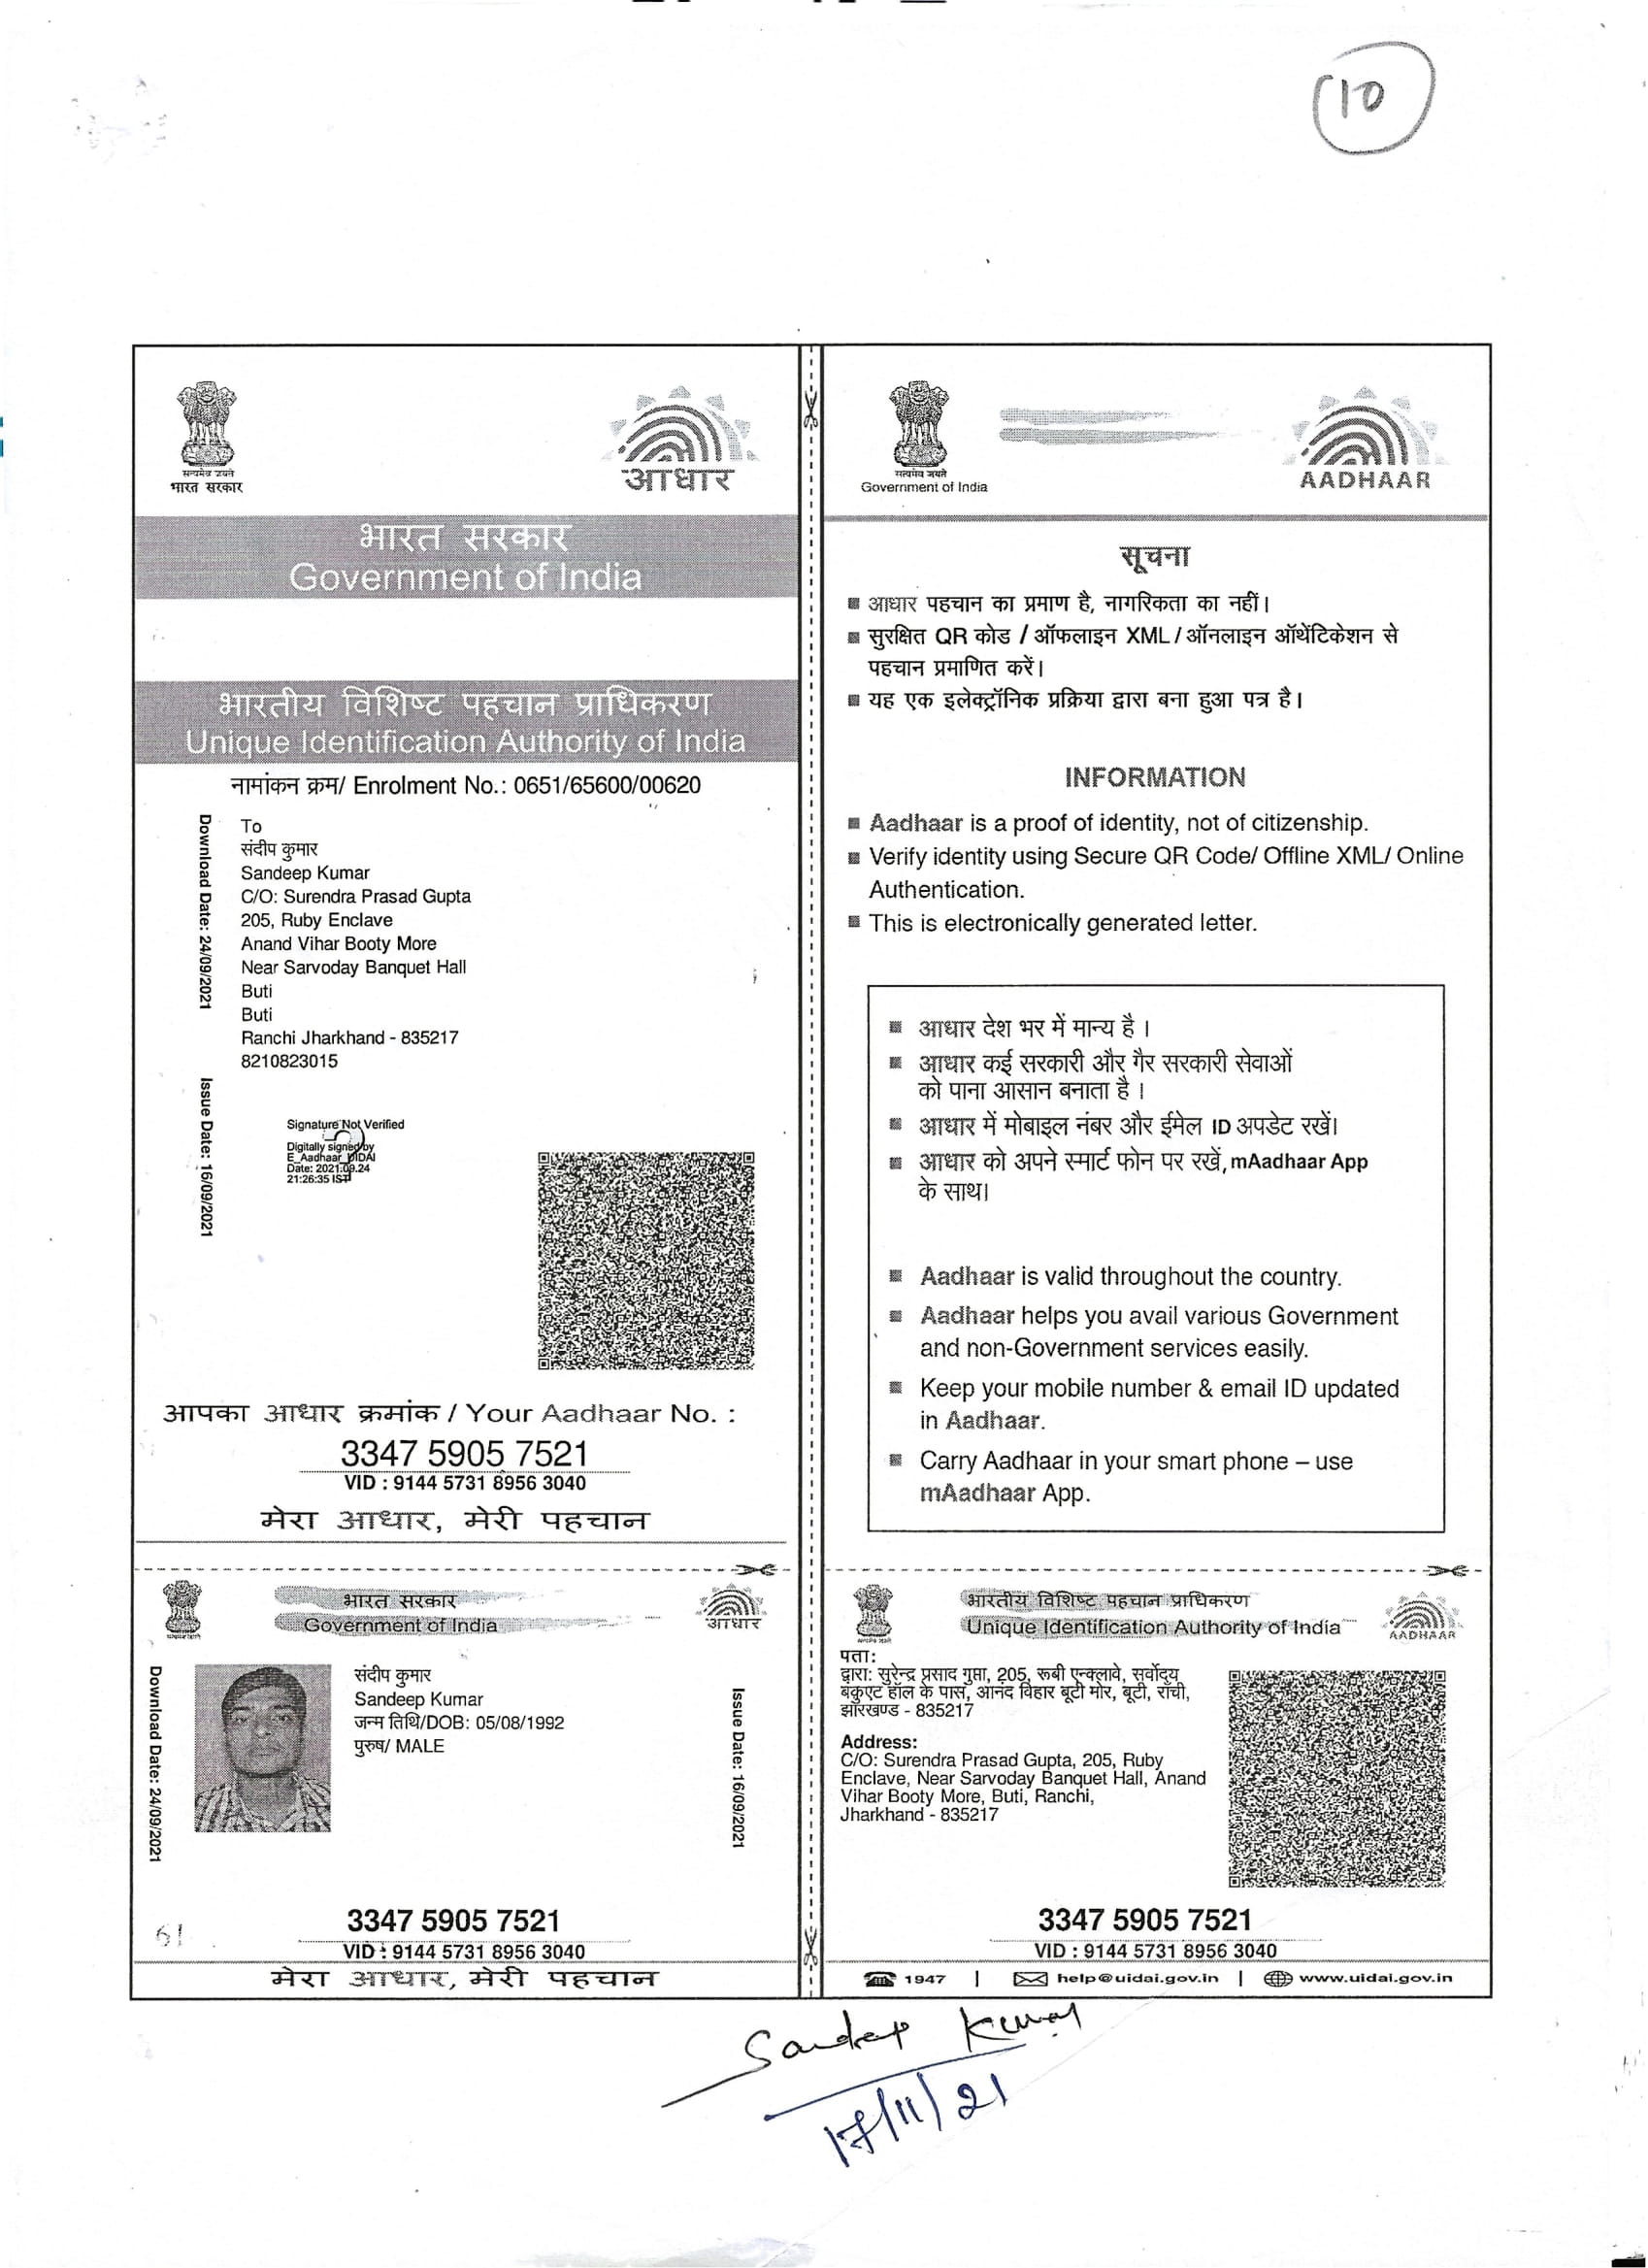 10
सत्यमेव जयते
भारत सरकार
आधार
भारत सरकार
Government of India
भारतीय विशिष्ट पहचान प्राधिकरण
Unique Identification Authority of India
नामांकन क्रम/ Enrolment No.: 0651/65600/00620
Download Date: 24/09/2021
Issue Date: 16/09/2021
To
संदीप कुमार
Sandeep Kumar
C/O: Surendra Prasad Gupta
205, Ruby Enclave
Anand Vihar Booty More
Near Sarvoday Banquet Hall
Buti
Buti
Ranchi Jharkhand - 835217
8210823015
Signature Not Verified
Digitally signed by
E_Aadhaar_UIDAI
Date: 2021.09.24
21:26:35 IST
आपका आधार क्रमांक / Your Aadhaar No. :
3347 5905 7521
VID : 9144 5731 8956 3040
मेरा आधार, मेरी पहचान
सत्यमेव जयते
Government of India
AADHAAR
सूचना
आधार पहचान का प्रमाण है, नागरिकता का नहीं।
सुरक्षित QR कोड / ऑफलाइन XML / ऑनलाइन ऑथेंटिकेशन से
पहचान प्रमाणित करें।
यह एक इलेक्ट्रॉनिक प्रक्रिया द्वारा बना हुआ पत्र है।
INFORMATION
Aadhaar is a proof of identity, not of citizenship.
Verify identity using Secure QR Code/ Offline XML/ Online
Authentication.
This is electronically generated letter.
आधार देश भर में मान्य है ।
आधार कई सरकारी और गैर सरकारी सेवाओं
को पाना आसान बनाता है ।
आधार में मोबाइल नंबर और ईमेल ID अपडेट रखें।
आधार को अपने स्मार्ट फोन पर रखें, mAadhaar App
के साथ।
Aadhaar is valid throughout the country.
Aadhaar helps you avail various Government
and non-Government services easily.
Keep your mobile number & email ID updated
in Aadhaar.
Carry Aadhaar in your smart phone – use
mAadhaar App.
भारत सरकार
Government of India
आधार
Download Date: 24/09/2021
संदीप कुमार
Sandeep Kumar
जन्म तिथि/DOB: 05/08/1992
पुरुष/ MALE
Issue Date: 16/09/2021
61
3347 5905 7521
VID : 9144 5731 8956 3040
मेरा आधार, मेरी पहचान
भारतीय विशिष्ट पहचान प्राधिकरण
Unique Identification Authority of India
AADHAAR
पता:
द्वारा: सुरेन्द्र प्रसाद गुप्ता, 205, रूबी एन्क्लावे, सर्वोदय
बकुएट हॉल के पास, आनंद विहार बूटी मोर, बूटी, राँची,
झारखण्ड - 835217
Address:
C/O: Surendra Prasad Gupta, 205, Ruby
Enclave, Near Sarvoday Banquet Hall, Anand
Vihar Booty More, Buti, Ranchi,
Jharkhand - 835217
3347 5905 7521
VID : 9144 5731 8956 3040
1947 | help@uidai.gov.in | www.uidai.gov.in
Sandeep Kumar
17/11/21